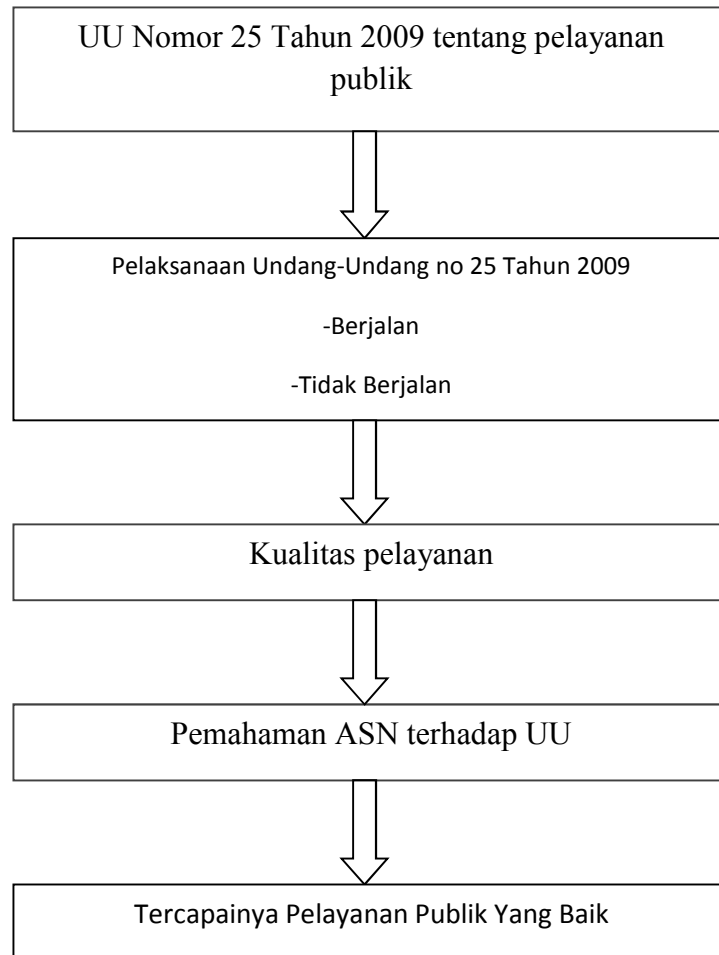 UU Nomor 25 Tahun 2009 tentang pelayanan
publik
Pelaksanaan Undang-Undang no 25 Tahun 2009
-Berjalan
-Tidak Berjalan
Kualitas pelayanan
Pemahaman ASN terhadap UU
Tercapainya Pelayanan Publik Yang Baik